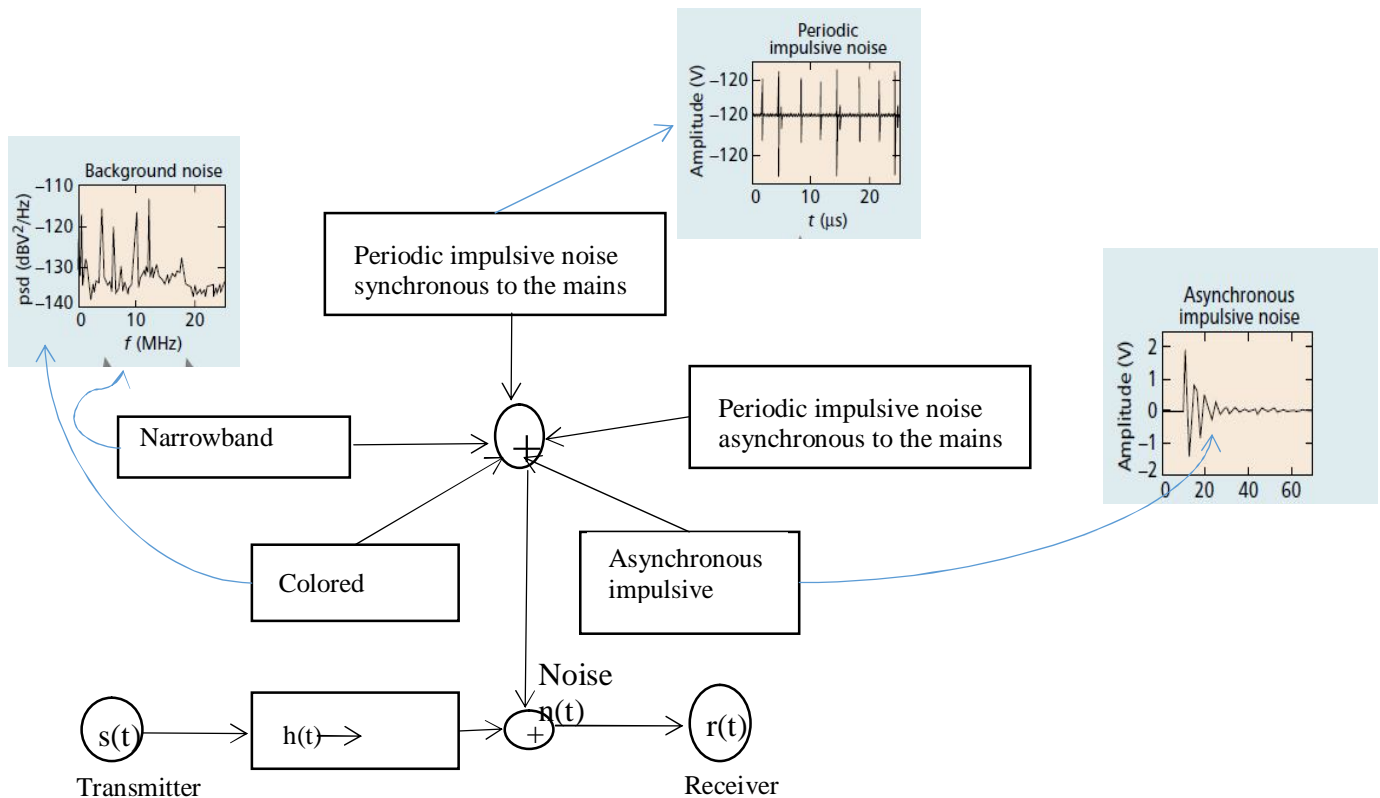 Periodic
impulsive noise
Amplitude (V)
–120
–120
–120
0 10 20
t (µs)
Background noise
psd (dBV²/Hz)
–110
–120
–130
–140
0 10 20
f (MHz)
Periodic impulsive noise
synchronous to the mains
Asynchronous
impulsive noise
Amplitude (V)
2
1
0
–1
–2
0 20 40 60
Narrowband
+
Periodic impulsive noise
asynchronous to the mains
Colored
Asynchronous
impulsive
Noise
n(t)
s(t)
h(t)
+
r(t)
Transmitter
Receiver